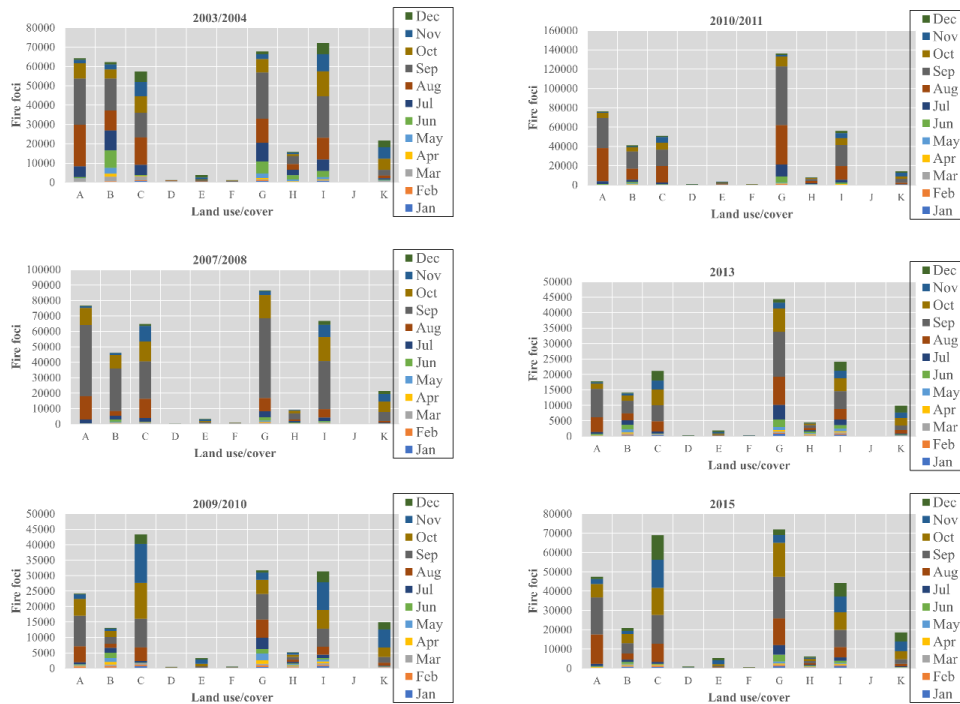 2003/2004
80000
70000
60000
50000
40000
30000
20000
10000
0
Fire foci
A B C D E F G H I J K
Land use/cover
Dec
Nov
Oct
Sep
Aug
Jul
Jun
May
Apr
Mar
Feb
Jan
2010/2011
160000
140000
120000
100000
80000
60000
40000
20000
0
Fire foci
A B C D E F G H I J K
Land use/cover
Dec
Nov
Oct
Sep
Aug
Jul
Jun
May
Apr
Mar
Feb
Jan
2007/2008
100000
90000
80000
70000
60000
50000
40000
30000
20000
10000
0
Fire foci
A B C D E F G H I J K
Land use/cover
Dec
Nov
Oct
Sep
Aug
Jul
Jun
May
Apr
Mar
Feb
Jan
2013
50000
45000
40000
35000
30000
25000
20000
15000
10000
5000
0
Fire foci
A B C D E F G H I J K
Land use/cover
Dec
Nov
Oct
Sep
Aug
Jul
Jun
May
Apr
Mar
Feb
Jan
2009/2010
50000
45000
40000
35000
30000
25000
20000
15000
10000
5000
0
Fire foci
A B C D E F G H I J K
Land use/cover
Dec
Nov
Oct
Sep
Aug
Jul
Jun
May
Apr
Mar
Feb
Jan
2015
80000
70000
60000
50000
40000
30000
20000
10000
0
Fire foci
A B C D E F G H I J K
Land use/cover
Dec
Nov
Oct
Sep
Aug
Jul
Jun
May
Apr
Mar
Feb
Jan